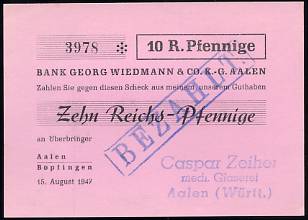 3978 10 R. Pfennige
BANK GEORG WIEDMANN & CO. K.-G. AALEN
Zahlen Sie gegen diesen Scheck aus meinem/unserem Guthaben
Zehn Reichs-Pfennige
an Überbringer
BEZAHLT
Aalen
Bopfingen
15. August 1947
Caspar Zeiher
mech. Glaserei
Aalen (Württ.)